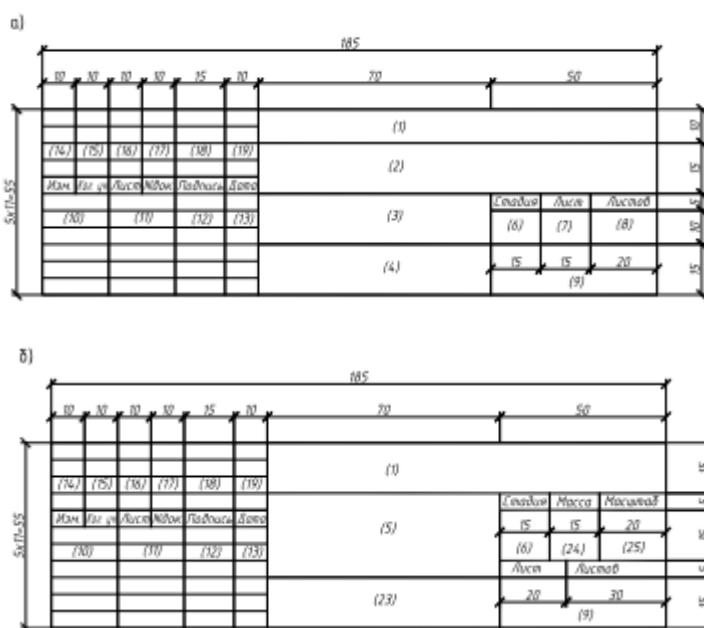 а)
185
10 10 10 10 15 10 70 50
(1) 10
(14) (15) (16) (17) (18) (19) (2) 15
Изм. Кол. уч Лист №док. Подпись Дата
Стадия Лист Листов 5
5х11=55
(10) (11) (12) (13) (3) (6) (7) (8) 10
(4) 15 15 20 15
(9)
б)
185
10 10 10 10 15 10 70 50
(1) 15
(14) (15) (16) (17) (18) (19)
Стадия Масса Масштаб
Изм. Кол. уч Лист №док. Подпись Дата (5) 15 15 20
5х11=55
(10) (11) (12) (13) (6) (24) (25)
Лист Листов
(23) 20 30
(9)